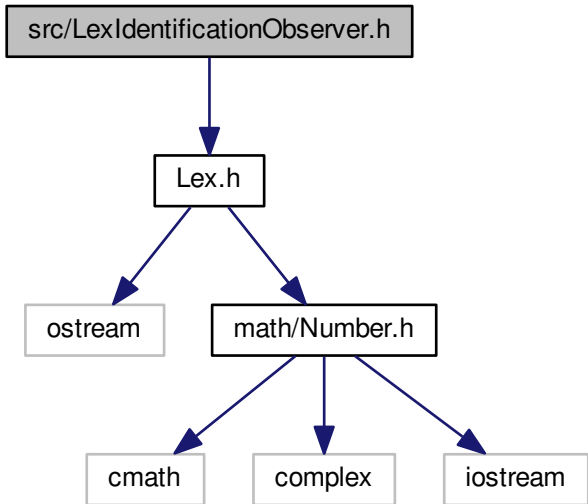 src/LexIdentificationObserver.h
Lex.h
ostream
math/Number.h
cmath
complex
iostream